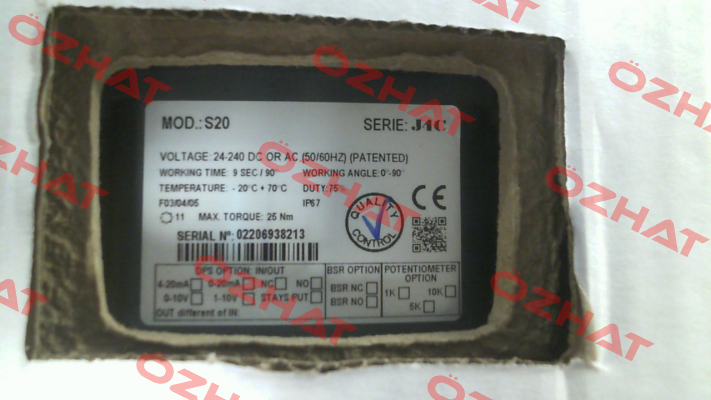 MOD.: S20 SERIE: J4C
VOLTAGE: 24-240 DC OR AC (50/60HZ) (PATENTED)
WORKING TIME: 9 SEC / 90° WORKING ANGLE: 0°-90°
TEMPERATURE: - 20°C + 70°C DUTY: 75
F03/04/05 IP67
11 MAX. TORQUE: 25 Nm
SERIAL Nº: 02206938213
QUALITY CONTROL
CE
DPS OPTION: IN/OUT
4-20mA 0-20mA NC NO
0-10V 1-10V STAYS PUT
OUT different of IN:
BSR OPTION
BSR NC
BSR NO
POTENTIOMETER OPTION
1K 10K
5K
ÖZHAT
ÖZHAT
ÖZHAT
ÖZHAT
ÖZHAT
ÖZHAT
ÖZHAT
ÖZHAT
ÖZHAT